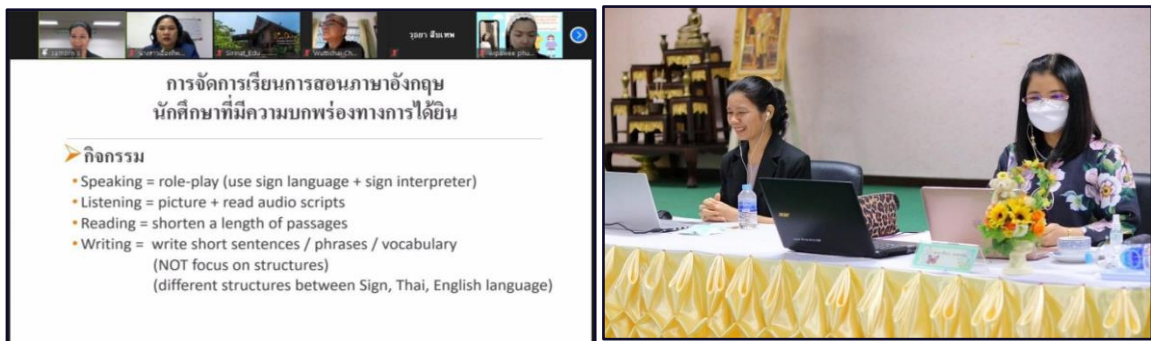 Sirinat_Edu
วุธยา สืบเทพ
Wuttichai_Ch...
การจัดการเรียนการสอนภาษาอังกฤษ
นักศึกษาที่มีความบกพร่องทางการได้ยิน
➤ กิจกรรม
• Speaking = role-play (use sign language + sign interpreter)
• Listening = picture + read audio scripts
• Reading = shorten a length of passages
• Writing = write short sentences / phrases / vocabulary
(NOT focus on structures)
(different structures between Sign, Thai, English language)
acer